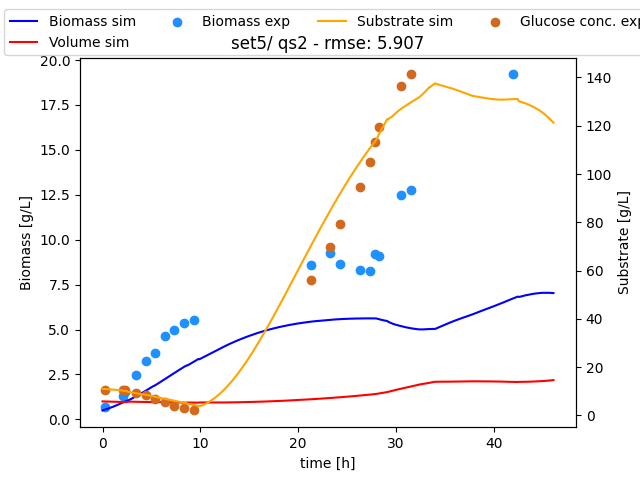 Biomass sim Biomass exp Substrate sim Glucose conc. exp
Volume sim
set5/ qs2 - rmse: 5.907
20.0
17.5
15.0
12.5
10.0
7.5
5.0
2.5
0.0
Biomass [g/L]
140
120
100
80
60
40
20
0
Substrate [g/L]
0 10 20 30 40
time [h]